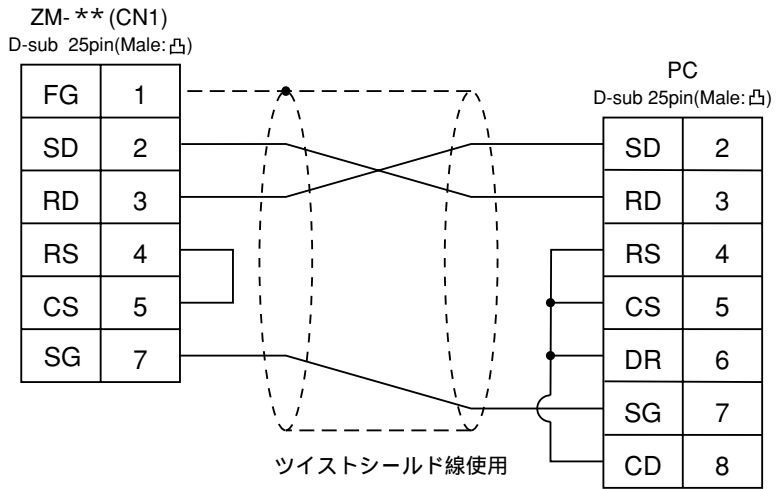 ZM-**(CN1)
D-sub 25pin(Male:凸)
FG 1
SD 2
RD 3
RS 4
CS 5
SG 7
PC
D-sub 25pin(Male:凸)
SD 2
RD 3
RS 4
CS 5
DR 6
SG 7
CD 8
ツイストシールド線使用